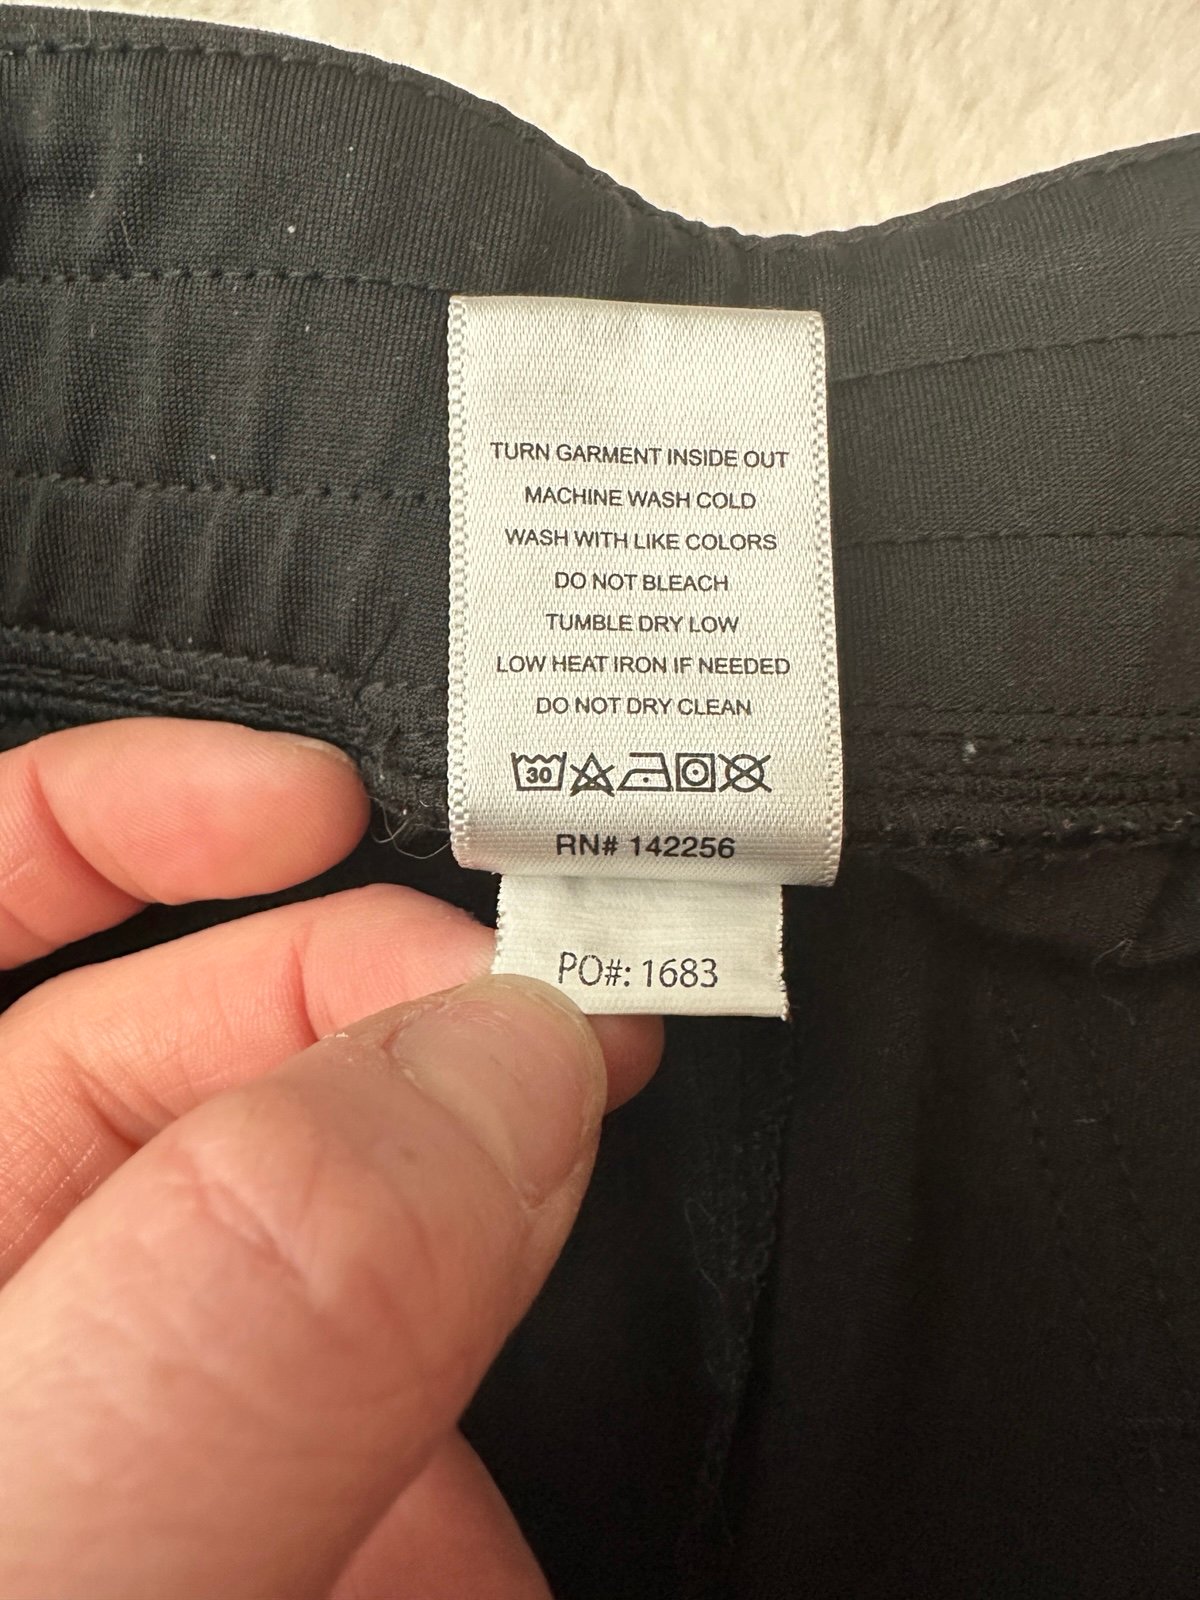 TURN GARMENT INSIDE OUT
MACHINE WASH COLD
WASH WITH LIKE COLORS
DO NOT BLEACH
TUMBLE DRY LOW
LOW HEAT IRON IF NEEDED
DO NOT DRY CLEAN
30
RN# 142256
PO#: 1683